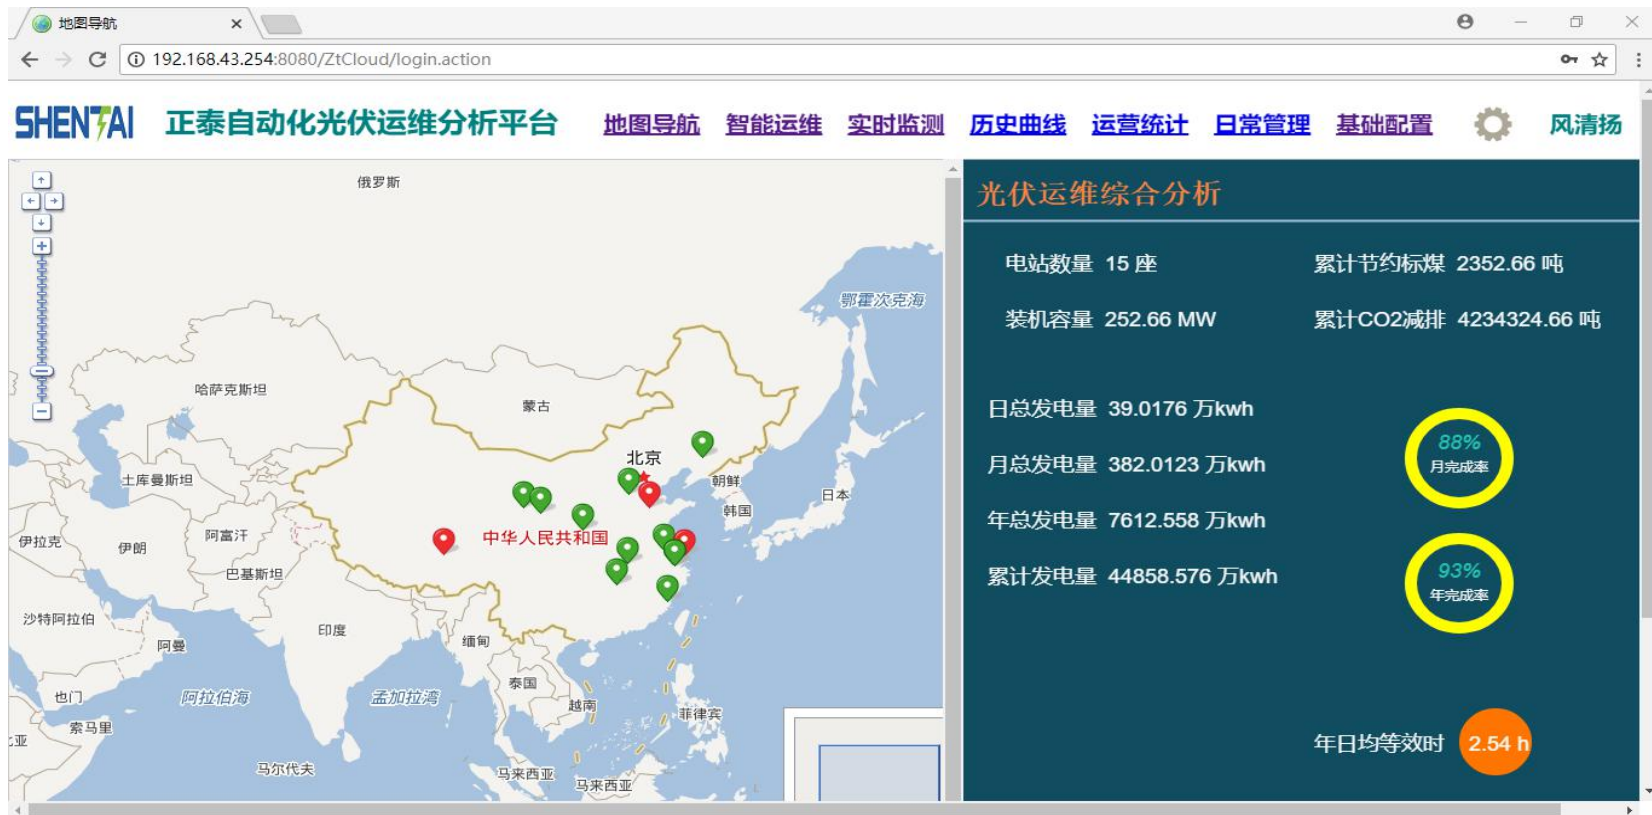 地图导航
192.168.43.254:8080/ZtCloud/login.action
SHENTAI 正泰自动化光伏运维分析平台 地图导航 智能运维 实时监测 历史曲线 运营统计 日常管理 基础配置 风清扬
俄罗斯
鄂霍次克海
哈萨克斯坦
蒙古
北京
土库曼斯坦
朝鲜
日本
韩国
伊拉克
伊朗
阿富汗
中华人民共和国
巴基斯坦
沙特阿拉伯
阿曼
印度
缅甸
泰国
也门
阿拉伯海
孟加拉湾
越南
菲律宾
索马里
亚
马尔代夫
马来西亚
马来西亚
光伏运维综合分析
电站数量 15 座 累计节约标煤 2352.66 吨
装机容量 252.66 MW 累计CO2减排 4234324.66 吨
日总发电量 39.0176 万kwh
月总发电量 382.0123 万kwh
年总发电量 7612.558 万kwh
累计发电量 44858.576 万kwh
88%
月完成率
93%
年完成率
年日均等效时 2.54 h